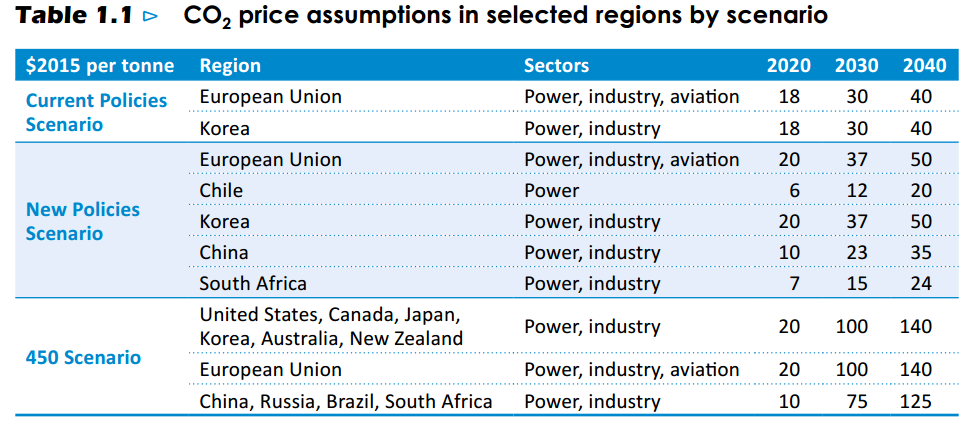 Table 1.1 ▷ CO₂ price assumptions in selected regions by scenario
$2015 per tonne Region Sectors 2020 2030 2040
Current Policies Scenario European Union Power, industry, aviation 18 30 40
Korea Power, industry 18 30 40
New Policies Scenario European Union Power, industry, aviation 20 37 50
Chile Power 6 12 20
Korea Power, industry 20 37 50
China Power, industry 10 23 35
South Africa Power, industry 7 15 24
450 Scenario United States, Canada, Japan,
Korea, Australia, New Zealand Power, industry 20 100 140
European Union Power, industry, aviation 20 100 140
China, Russia, Brazil, South Africa Power, industry 10 75 125